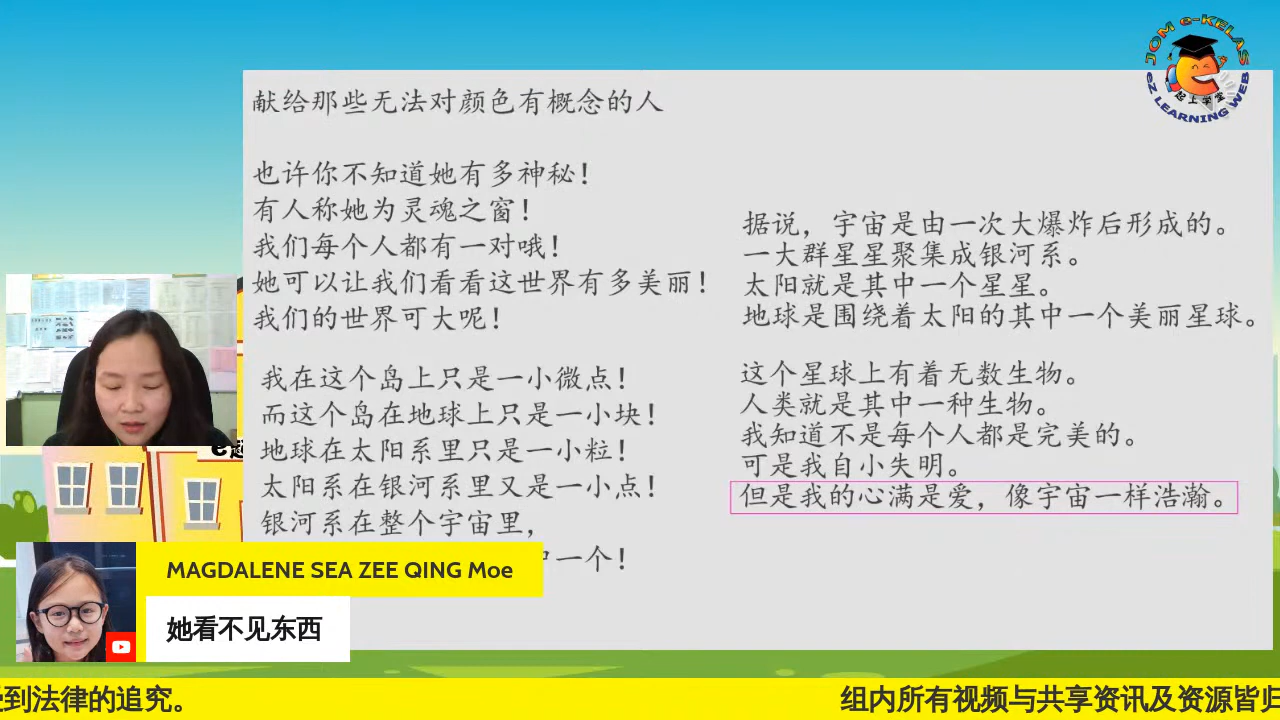 JOM e-KELAS
起上学堂
eZ LEARNING WEB
献给那些无法对颜色有概念的人
也许你不知道她有多神秘！
有人称她为灵魂之窗！
我们每个人都有一对哦！
她可以让我们看看这世界有多美丽！
我们的世界可大呢！
我在这个岛上只是一小微点！
而这个岛在地球上只是一小块！
地球在太阳系里只是一小粒！
太阳系在银河系里又是一小点！
银河系在整个宇宙里，
一个！
据说，宇宙是由一次大爆炸后形成的。
一大群星星聚集成银河系。
太阳就是其中一个星星。
地球是围绕着太阳的其中一个美丽星球。
这个星球上有着无数生物。
人类就是其中一种生物。
我知道不是每个人都是完美的。
可是我自小失明。
但是我的心满是爱，像宇宙一样浩瀚。
MAGDALENE SEA ZEE QING Moe
她看不见东西
到法律的追究。
组内所有视频与共享资讯及资源皆归